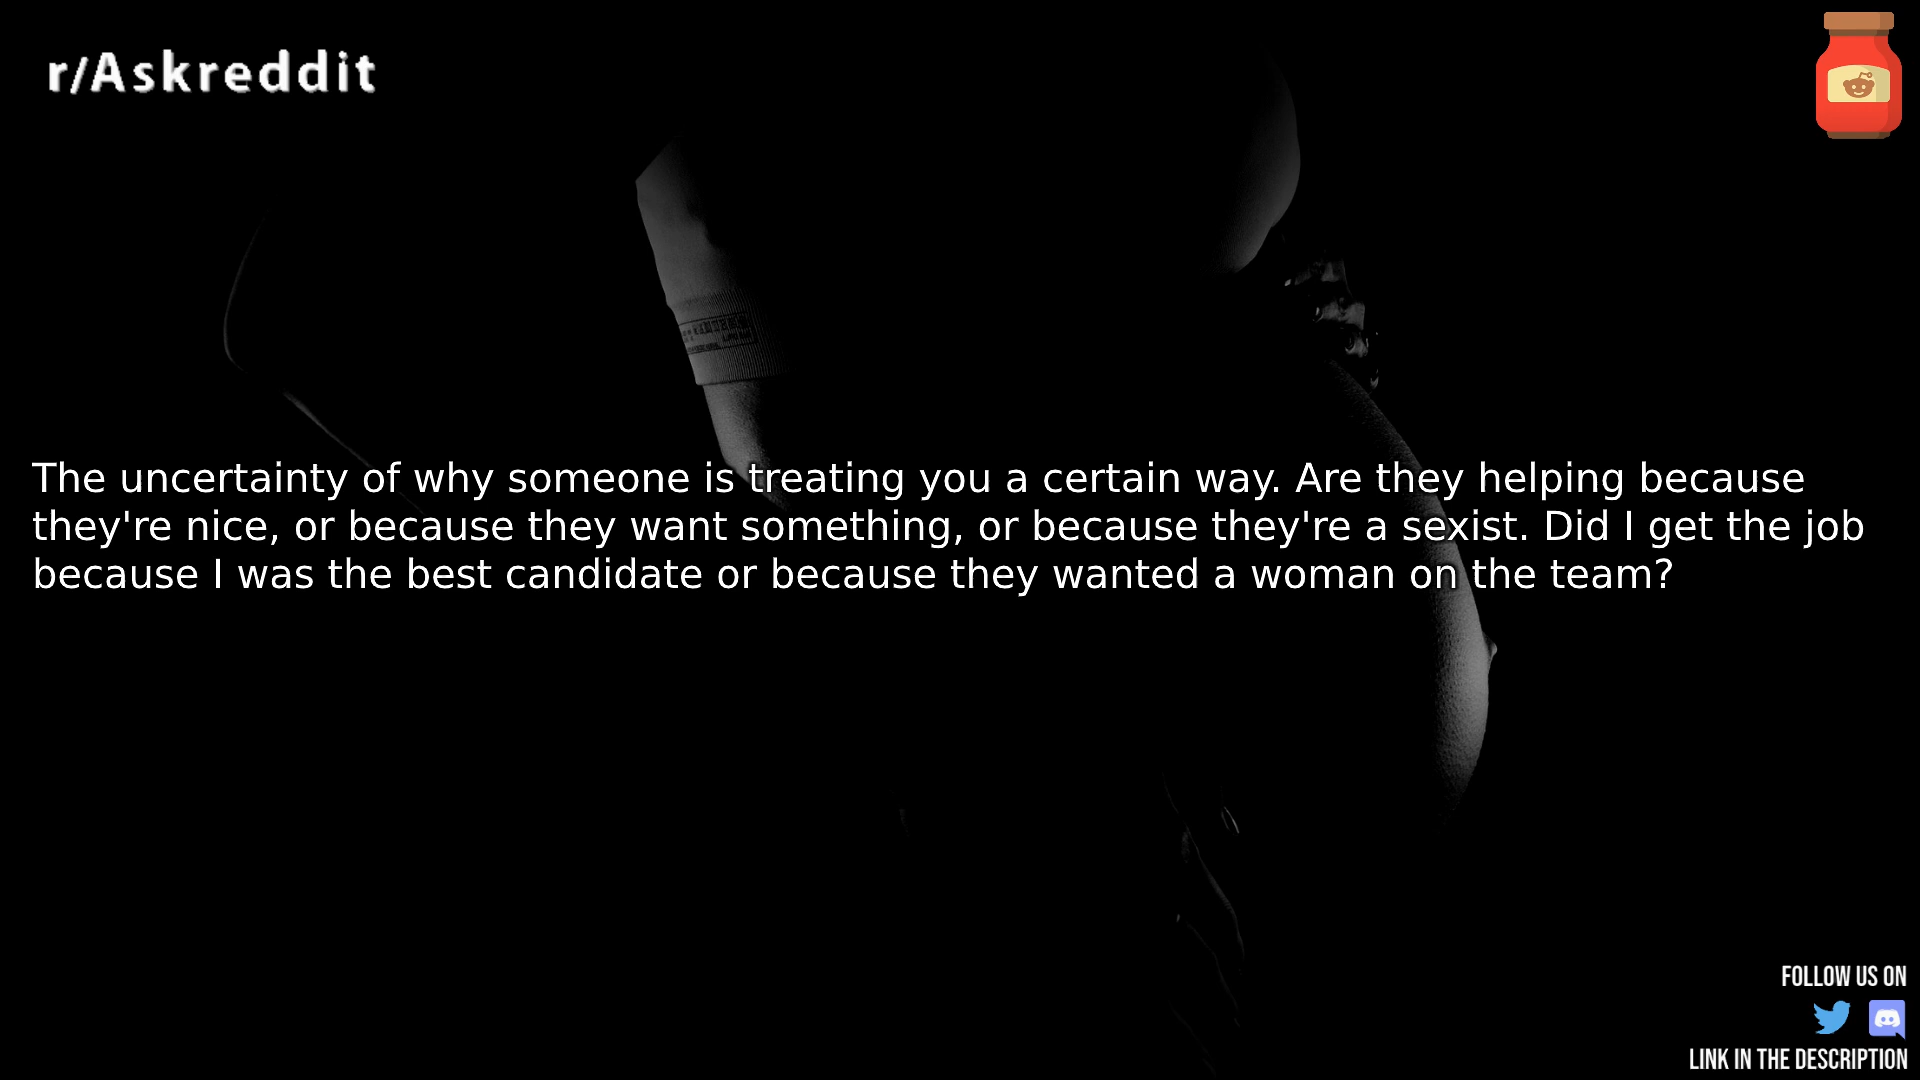 r/Askreddit
The uncertainty of why someone is treating you a certain way. Are they helping because
they're nice, or because they want something, or because they're a sexist. Did I get the job
because I was the best candidate or because they wanted a woman on the team?
FOLLOW US ON
LINK IN THE DESCRIPTION